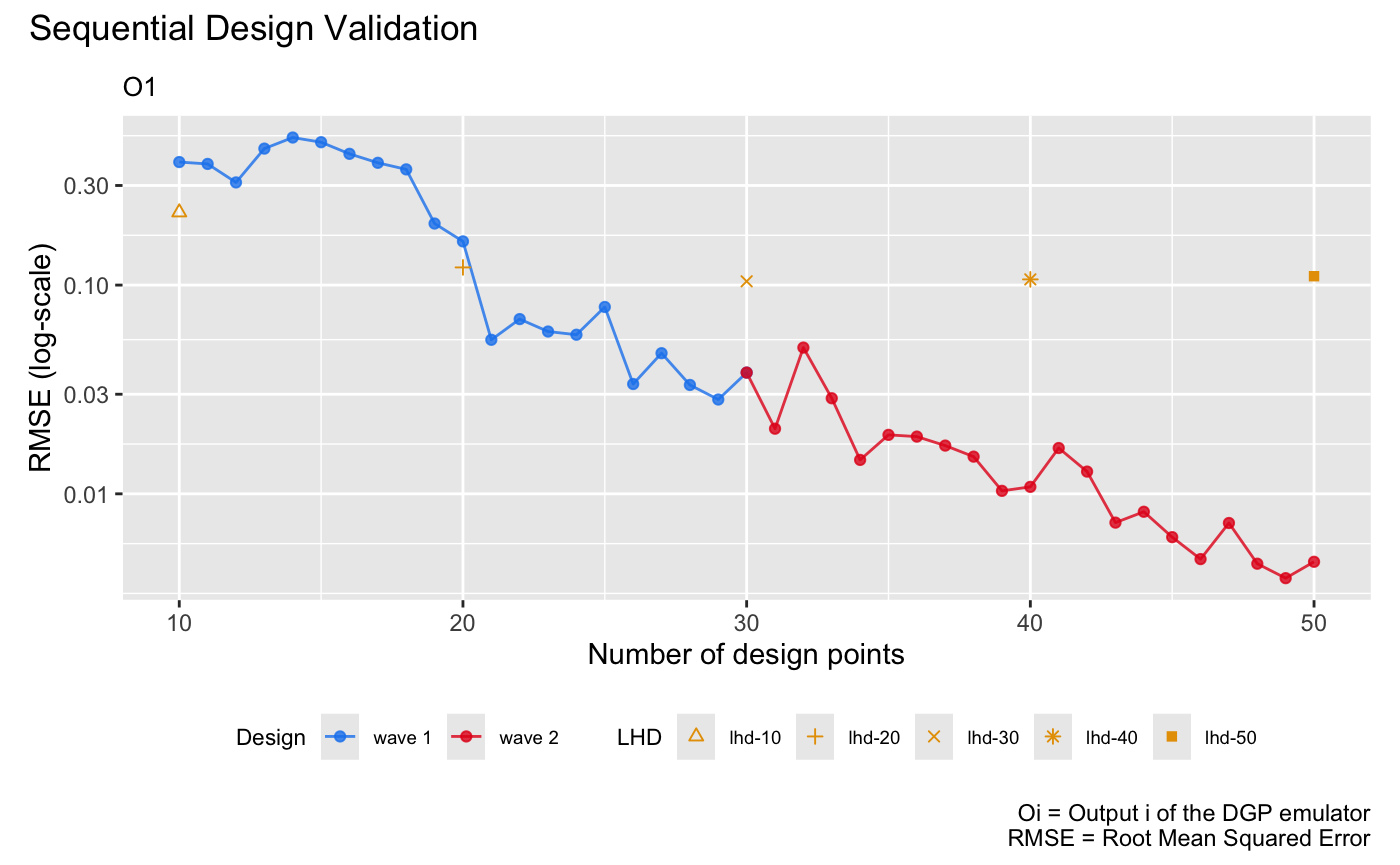 Sequential Design Validation
O1
RMSE (log-scale)
0.30
0.10
0.03
0.01
10 20 30 40 50
Number of design points
Design wave 1 wave 2 LHD lhd-10 lhd-20 lhd-30 lhd-40 lhd-50
Oi = Output i of the DGP emulator
RMSE = Root Mean Squared Error